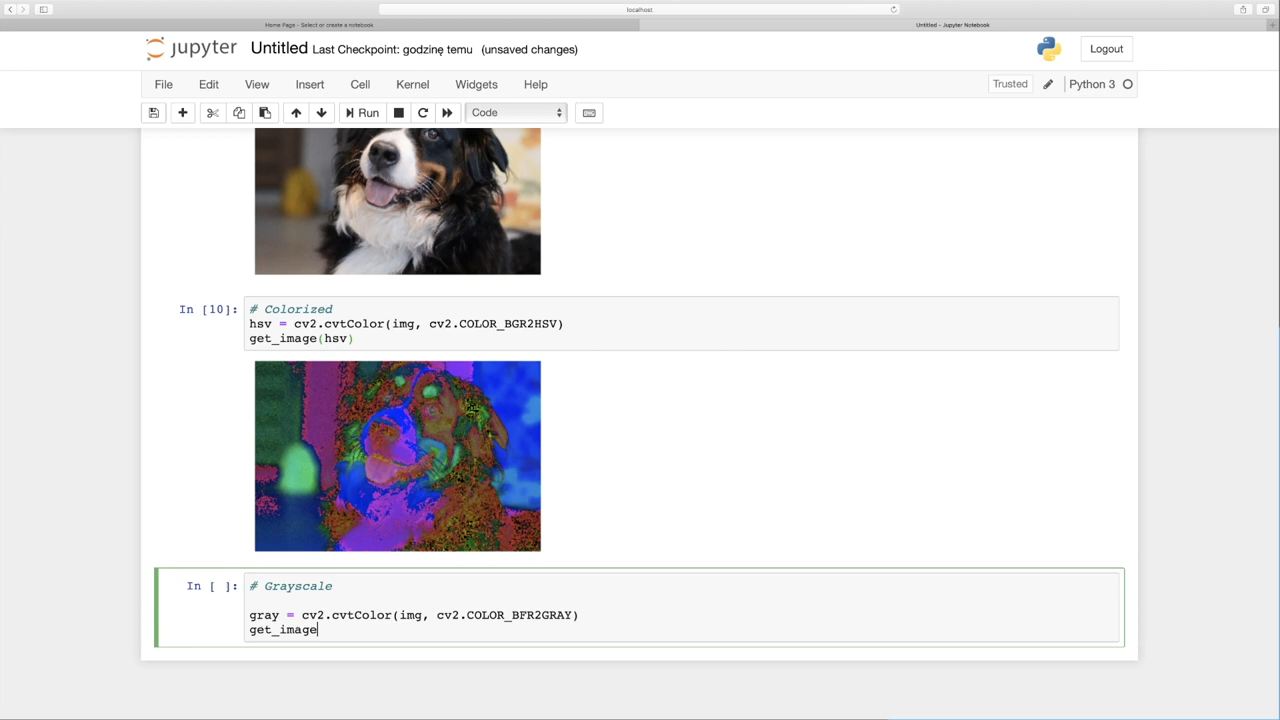 localhost
Home Page - Select or create a notebook
Untitled - Jupyter Notebook
jupyter Untitled Last Checkpoint: godzinę temu (unsaved changes)
Logout
File Edit View Insert Cell Kernel Widgets Help
Trusted Python 3
Run Code
In [10]: # Colorized
hsv = cv2.cvtColor(img, cv2.COLOR_BGR2HSV)
get_image(hsv)
In [ ]: # Grayscale
gray = cv2.cvtColor(img, cv2.COLOR_BFR2GRAY)
get_image